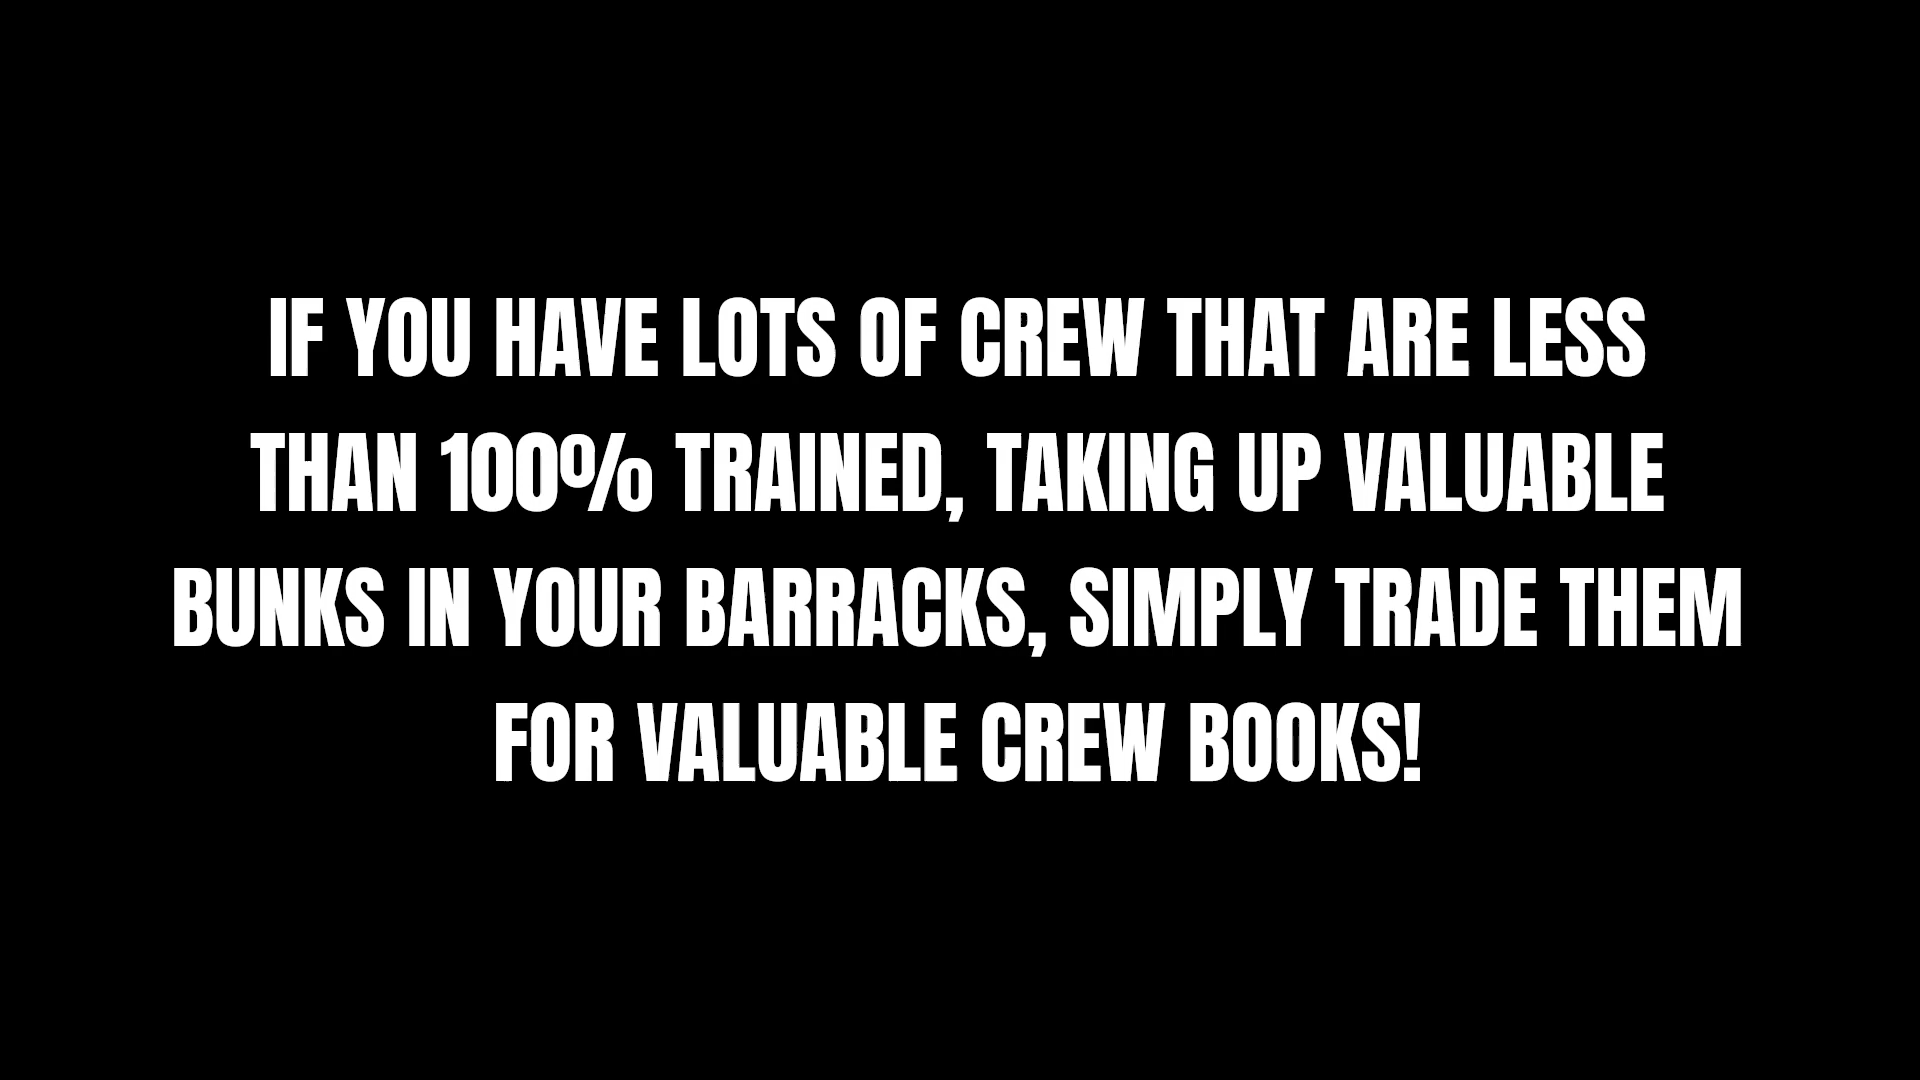 IF YOU HAVE LOTS OF CREW THAT ARE LESS
THAN 100% TRAINED, TAKING UP VALUABLE
BUNKS IN YOUR BARRACKS, SIMPLY TRADE THEM
FOR VALUABLE CREW BOOKS!